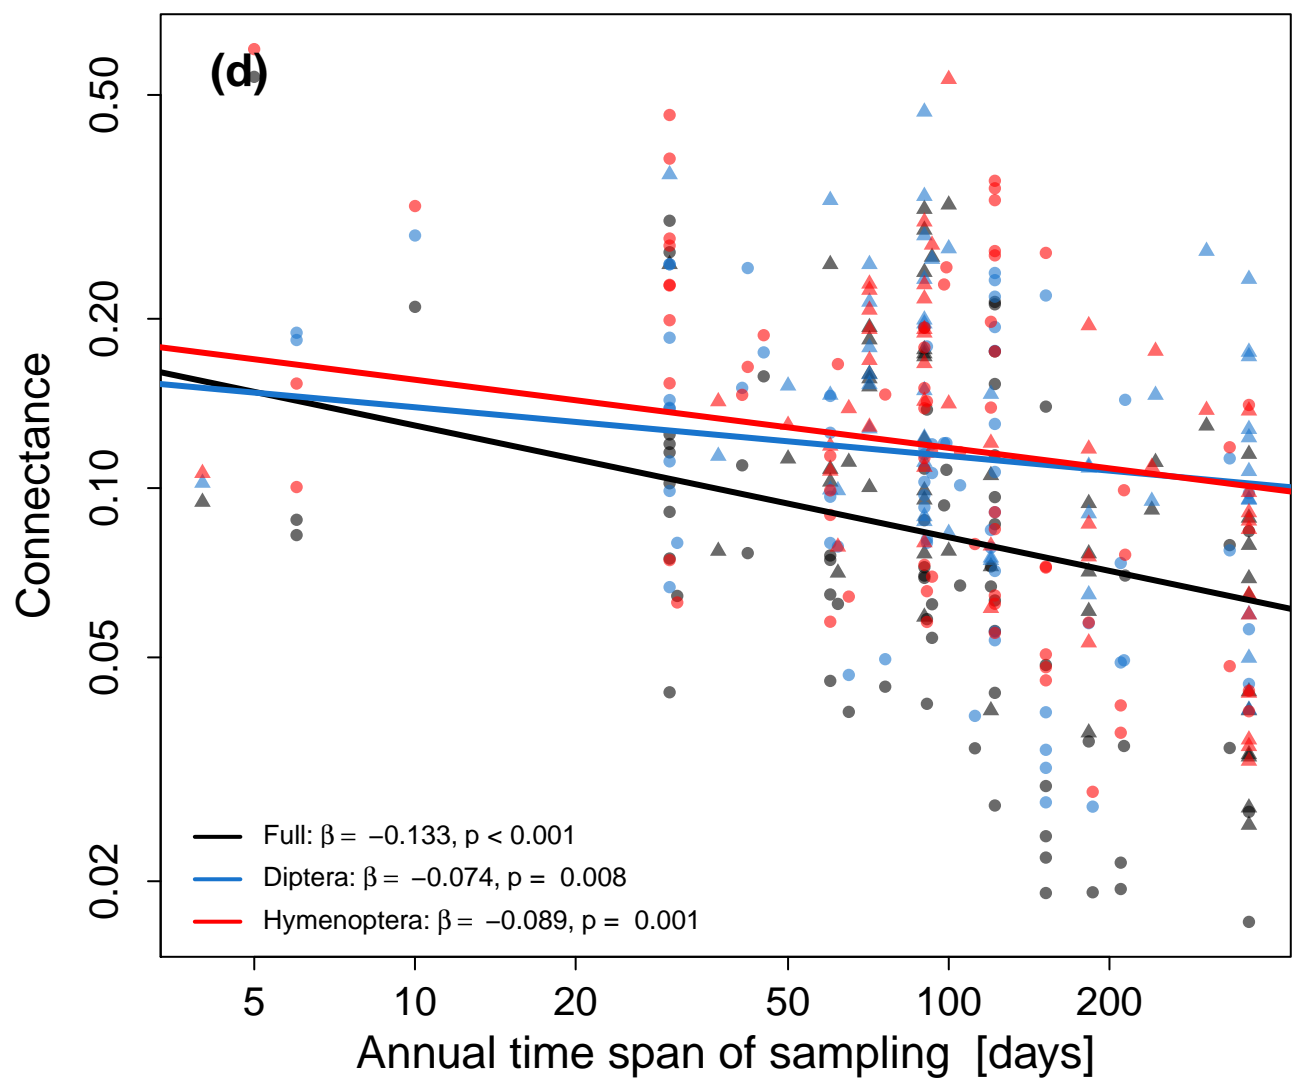 (d)
Connectance
0.50
0.20
0.10
0.05
0.02
Full: β = −0.133, p < 0.001
Diptera: β = −0.074, p = 0.008
Hymenoptera: β = −0.089, p = 0.001
5 10 20 50 100 200
Annual time span of sampling [days]